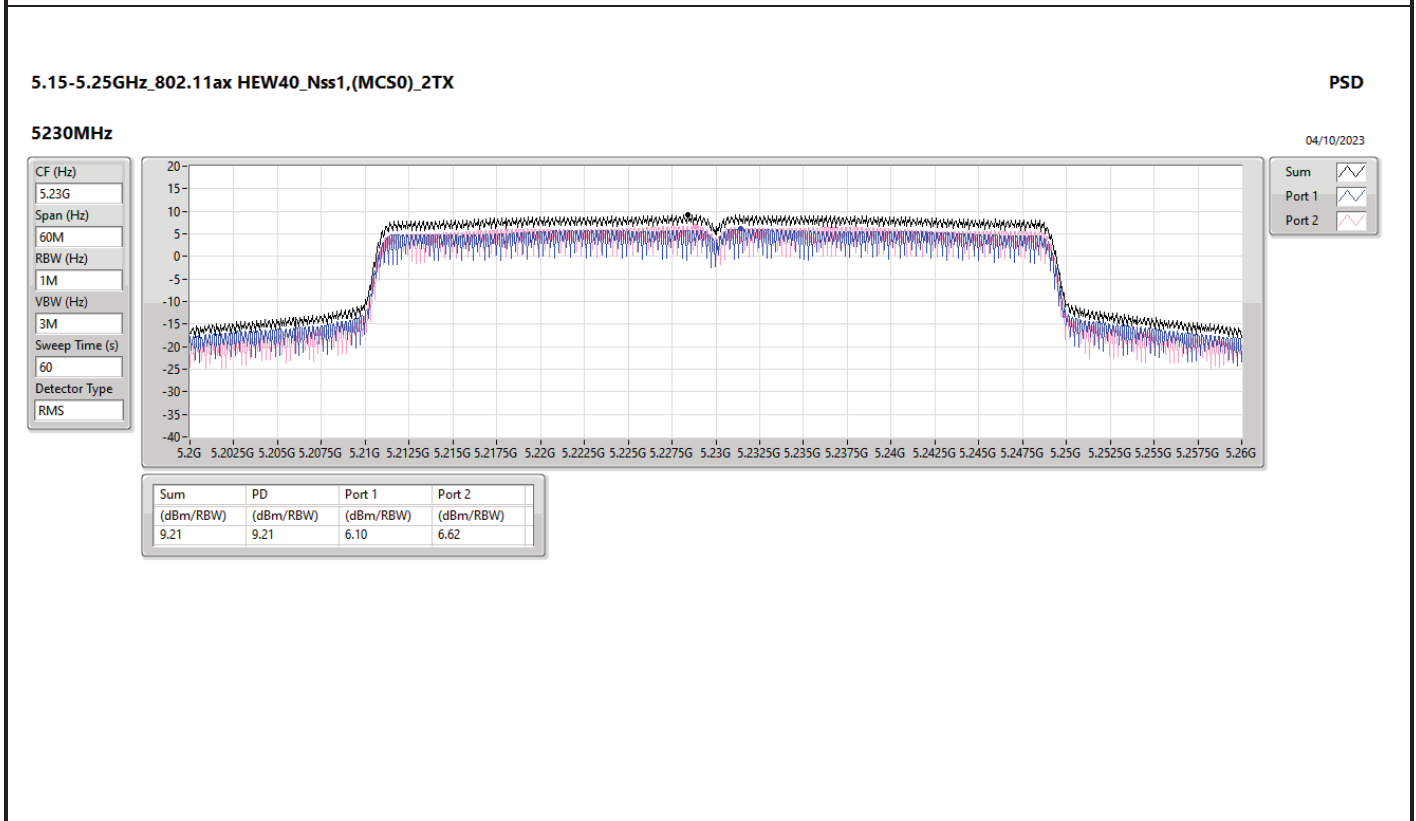 5.15-5.25GHz_802.11ax HEW40_Nss1,(MCS0)_2TX PSD
5230MHz 04/10/2023
CF (Hz)
5.23G
Span (Hz)
60M
RBW (Hz)
1M
VBW (Hz)
3M
Sweep Time (s)
60
Detector Type
RMS
20
15
10
5
0
-5
-10
-15
-20
-25
-30
-35
-40
5.2G 5.2025G 5.205G 5.2075G 5.21G 5.2125G 5.215G 5.2175G 5.22G 5.2225G 5.225G 5.2275G 5.23G 5.2325G 5.235G 5.2375G 5.24G 5.2425G 5.245G 5.2475G 5.25G 5.2525G 5.255G 5.2575G 5.26G
Sum
Port 1
Port 2
Sum PD Port 1 Port 2
(dBm/RBW) (dBm/RBW) (dBm/RBW) (dBm/RBW)
9.21 9.21 6.10 6.62